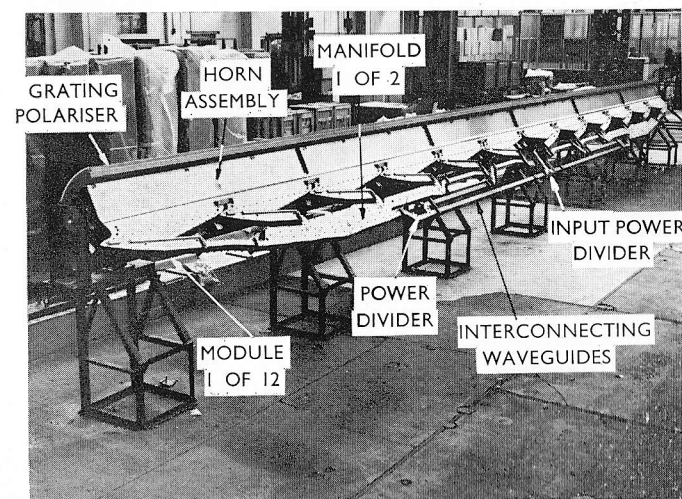 MANIFOLD
1 OF 2
HORN
ASSEMBLY
GRATING
POLARISER
INPUT POWER
DIVIDER
POWER
DIVIDER
INTERCONNECTING
WAVEGUIDES
MODULE
1 OF 12